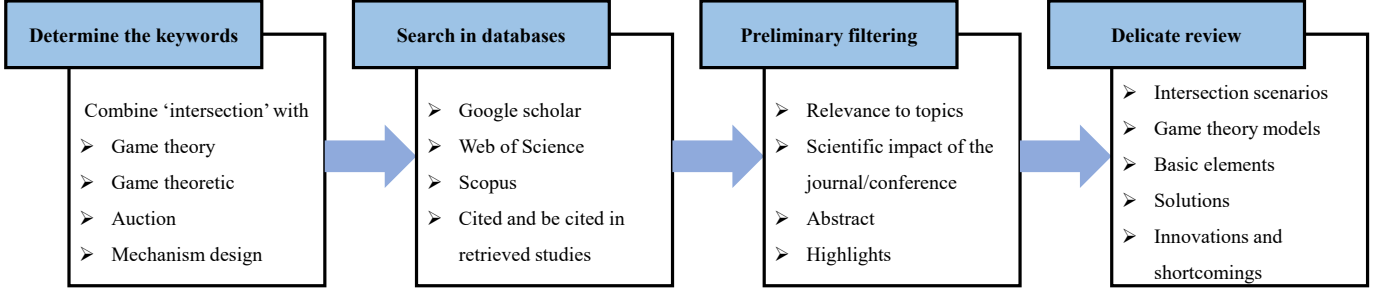 Determine the keywords
Combine ‘intersection’ with
➢ Game theory
➢ Game theoretic
➢ Auction
➢ Mechanism design
Search in databases
➢ Google scholar
➢ Web of Science
➢ Scopus
➢ Cited and be cited in
retrieved studies
Preliminary filtering
➢ Relevance to topics
➢ Scientific impact of the
journal/conference
➢ Abstract
➢ Highlights
Delicate review
➢ Intersection scenarios
➢ Game theory models
➢ Basic elements
➢ Solutions
➢ Innovations and
shortcomings